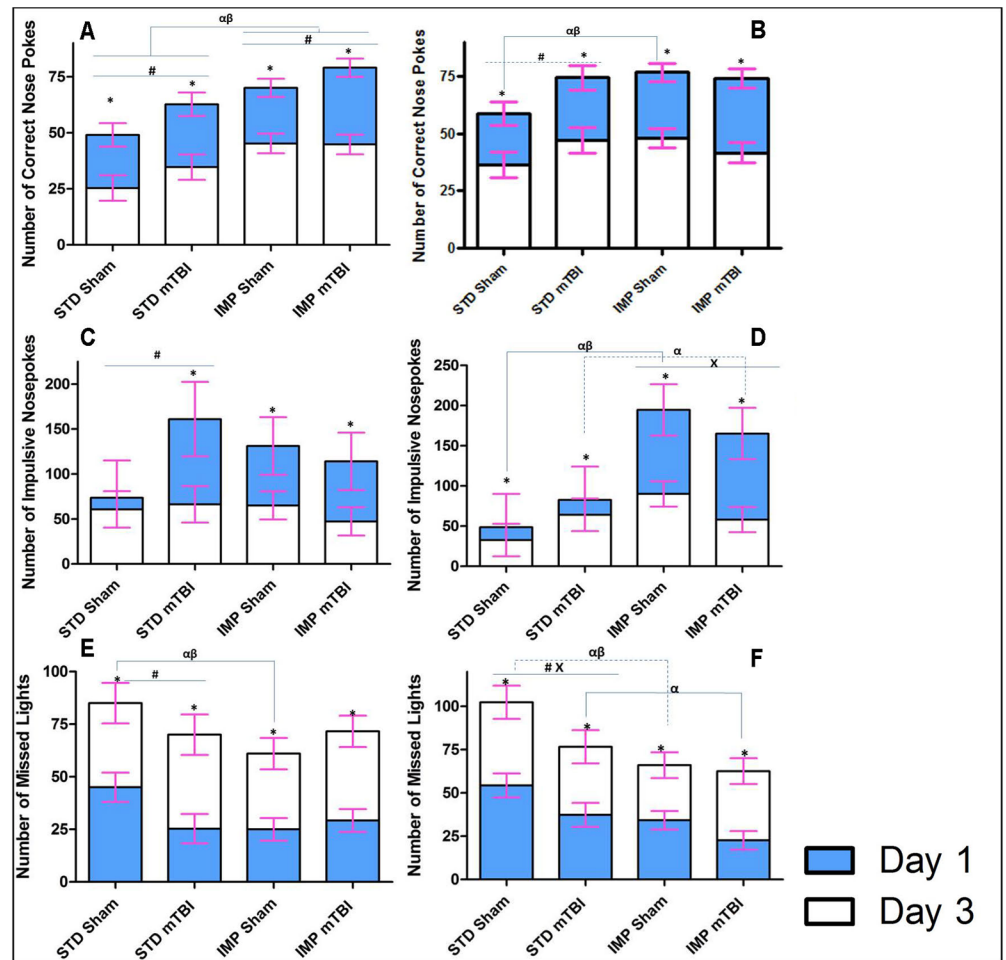 A
αβ
#
#
*
*
*
*
Number of Correct Nose Pokes
75
50
25
0
STD Sham
STD mTBI
IMP Sham
IMP mTBI
B
αβ
#
*
*
*
*
Number of Correct Nose Pokes
75
50
25
0
STD Sham
STD mTBI
IMP Sham
IMP mTBI
C
#
*
*
*
Number of Impulsive Nosepokes
200
150
100
50
0
STD Sham
STD mTBI
IMP Sham
IMP mTBI
D
αβ
α
X
*
*
*
*
Number of Impulsive Nosepokes
250
200
150
100
50
0
STD Sham
STD mTBI
IMP Sham
IMP mTBI
E
αβ
#
*
*
*
*
Number of Missed Lights
100
75
50
25
0
STD Sham
STD mTBI
IMP Sham
IMP mTBI
F
αβ
# X
α
*
*
*
*
Number of Missed Lights
100
75
50
25
0
STD Sham
STD mTBI
IMP Sham
IMP mTBI
Day 1
Day 3